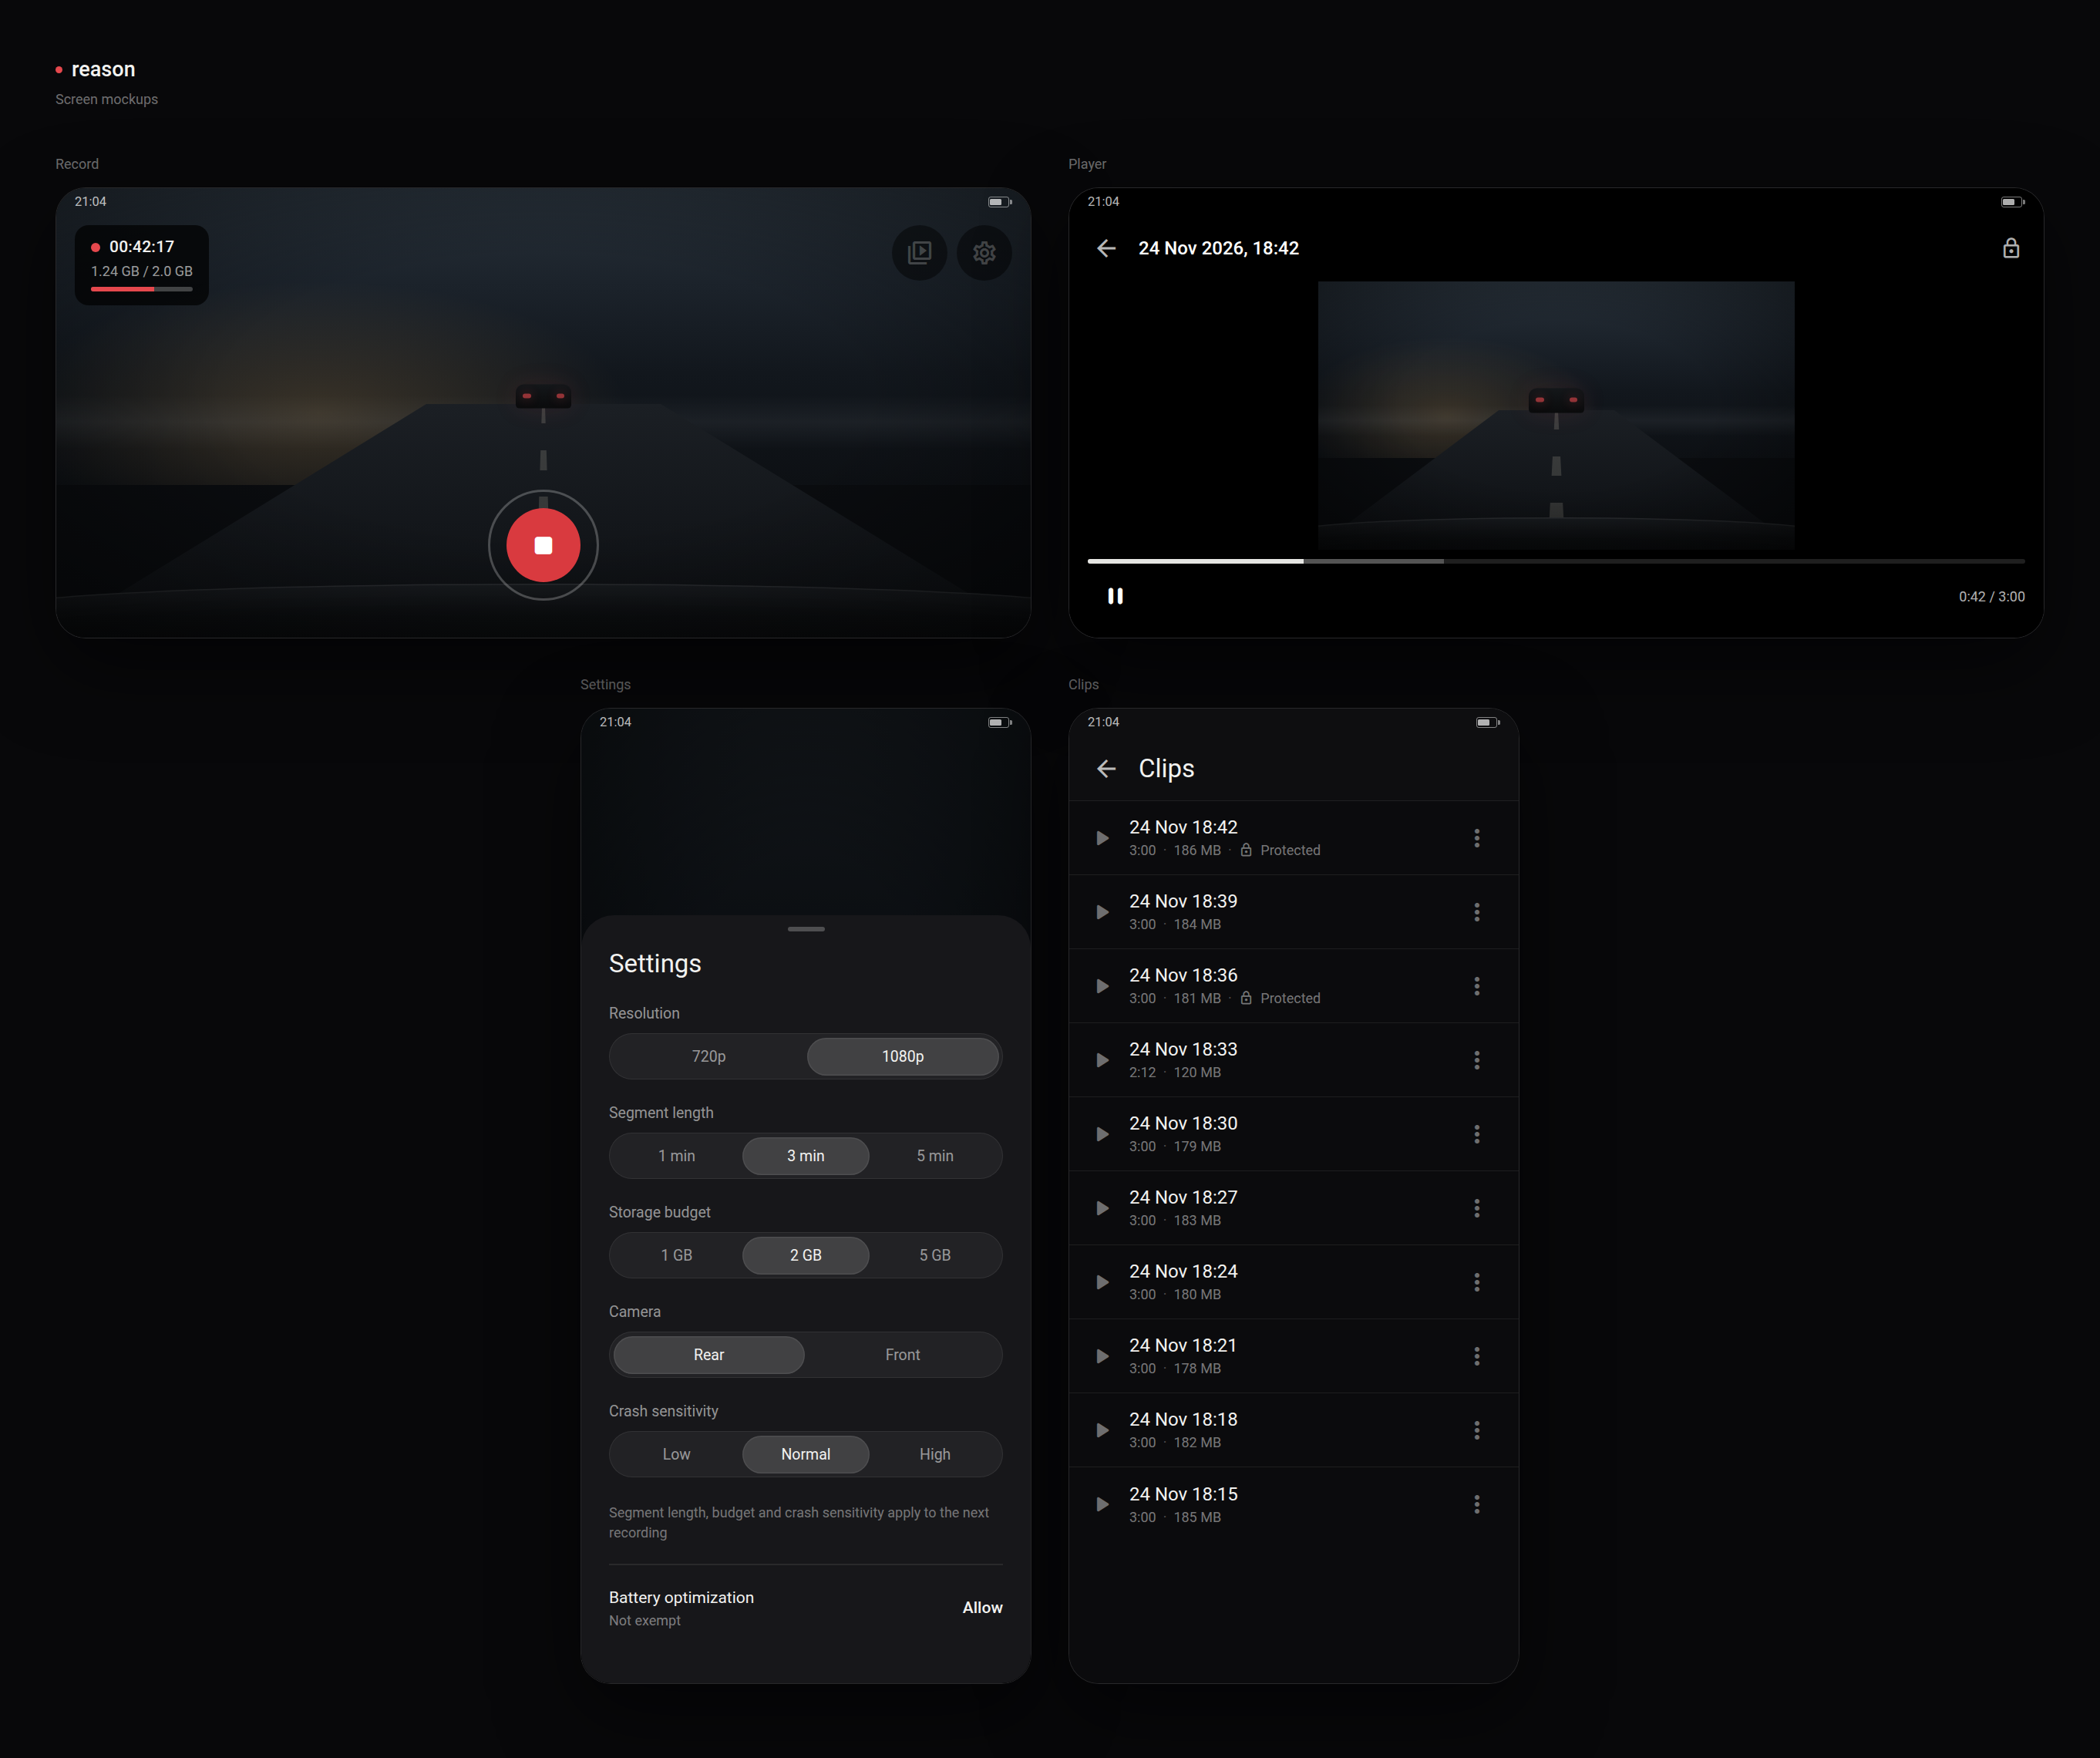 reason
Screen mockups
Record
21:04
00:42:17
1.24 GB / 2.0 GB
Player
21:04
24 Nov 2026, 18:42
0:42 / 3:00
Settings
21:04
Settings
Resolution
720p 1080p
Segment length
1 min 3 min 5 min
Storage budget
1 GB 2 GB 5 GB
Camera
Rear Front
Crash sensitivity
Low Normal High
Segment length, budget and crash sensitivity apply to the next
recording
Battery optimization
Not exempt
Allow
Clips
21:04
Clips
24 Nov 18:42
3:00 · 186 MB · Protected
24 Nov 18:39
3:00 · 184 MB
24 Nov 18:36
3:00 · 181 MB · Protected
24 Nov 18:33
2:12 · 120 MB
24 Nov 18:30
3:00 · 179 MB
24 Nov 18:27
3:00 · 183 MB
24 Nov 18:24
3:00 · 180 MB
24 Nov 18:21
3:00 · 178 MB
24 Nov 18:18
3:00 · 182 MB
24 Nov 18:15
3:00 · 185 MB